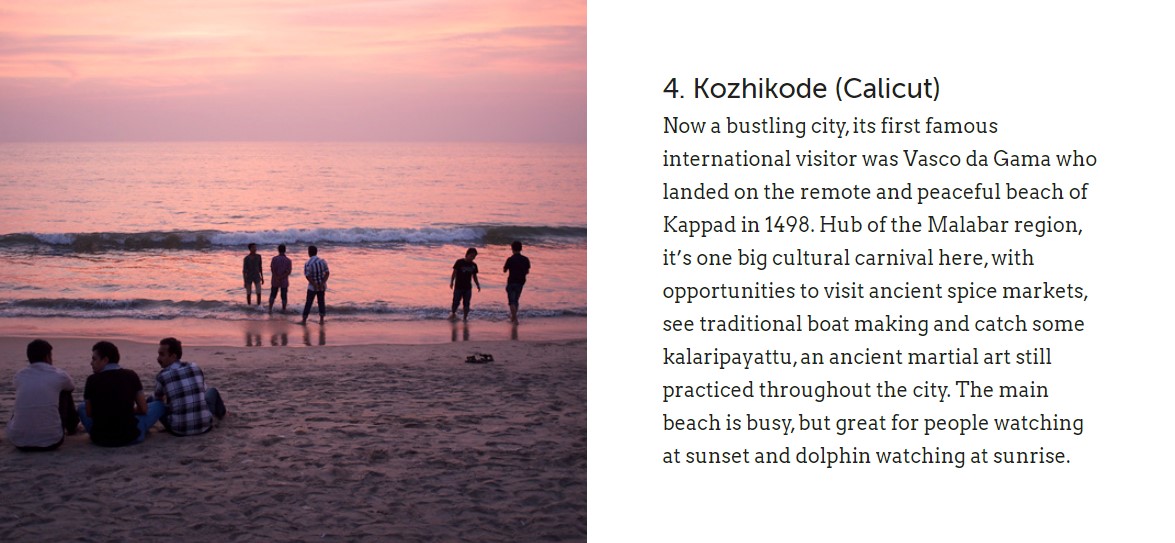 4. Kozhikode (Calicut)
Now a bustling city, its first famous
international visitor was Vasco da Gama who
landed on the remote and peaceful beach of
Kappad in 1498. Hub of the Malabar region,
it’s one big cultural carnival here, with
opportunities to visit ancient spice markets,
see traditional boat making and catch some
kalaripayattu, an ancient martial art still
practiced throughout the city. The main
beach is busy, but great for people watching
at sunset and dolphin watching at sunrise.